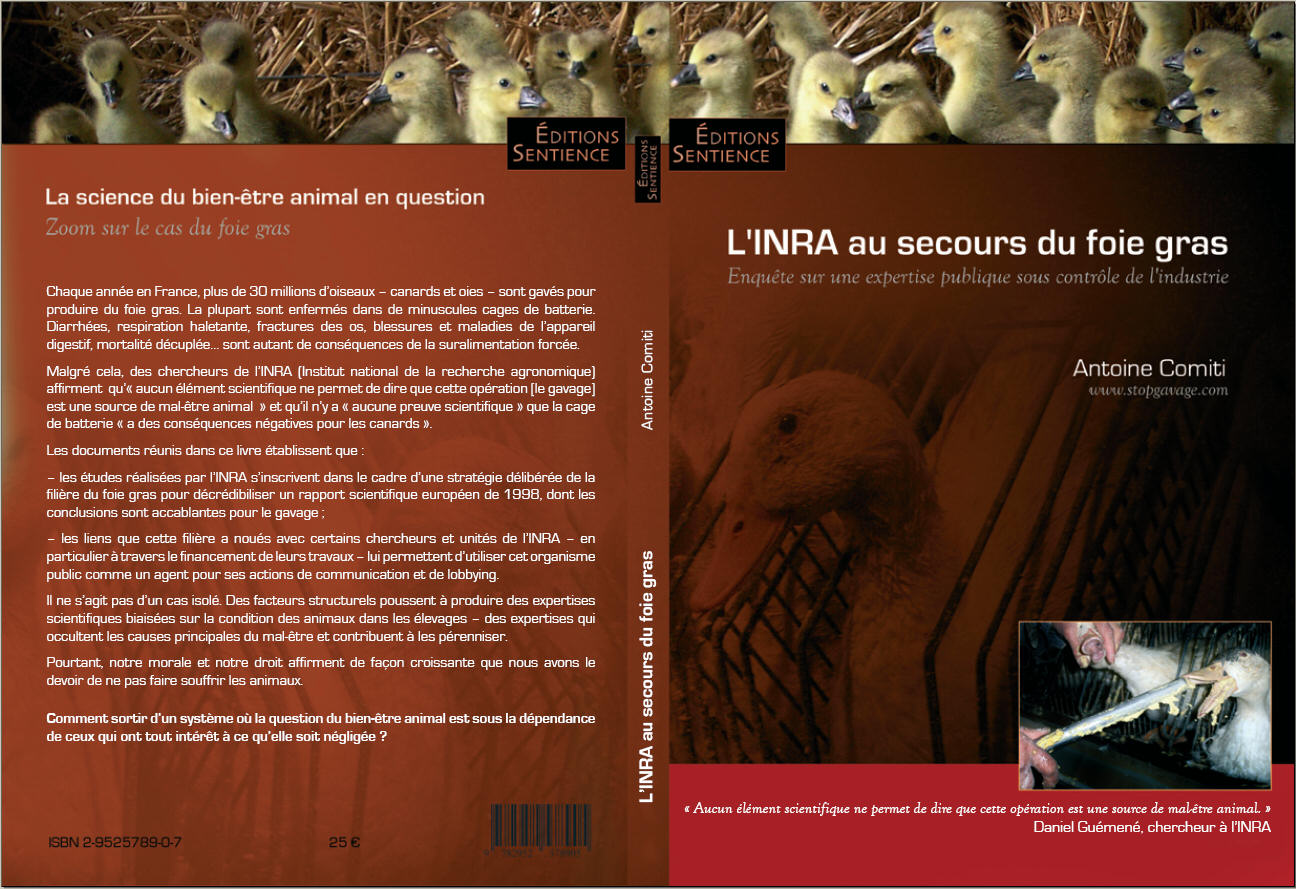 ÉDITIONS
SENTIENCE
La science du bien-être animal en question
Zoom sur le cas du foie gras
Chaque année en France, plus de 30 millions d'oiseaux – canards et oies – sont gavés pour
produire du foie gras. La plupart sont enfermés dans de minuscules cages de batterie.
Diarrhées, respiration haletante, fractures des os, blessures et maladies de l'appareil
digestif, mortalité décuplée... sont autant de conséquences de la suralimentation forcée.
Malgré cela, des chercheurs de l'INRA (Institut national de la recherche agronomique)
affirment qu'« aucun élément scientifique ne permet de dire que cette opération [le gavage]
est une source de mal-être animal » et qu'il n'y a « aucune preuve scientifique » que la cage
de batterie « a des conséquences négatives pour les canards ».
Les documents réunis dans ce livre établissent que :
– les études réalisées par l'INRA s'inscrivent dans le cadre d'une stratégie délibérée de la
filière du foie gras pour décrédibiliser un rapport scientifique européen de 1998, dont les
conclusions sont accablantes pour le gavage ;
– les liens que cette filière a noués avec certains chercheurs et unités de l'INRA – en
particulier à travers le financement de leurs travaux – lui permettent d'utiliser cet organisme
public comme un agent pour ses actions de communication et de lobbying.
Il ne s'agit pas d'un cas isolé. Des facteurs structurels poussent à produire des expertises
scientifiques biaisées sur la condition des animaux dans les élevages – des expertises qui
occultent les causes principales du mal-être et contribuent à les pérenniser.
Pourtant, notre morale et notre droit affirment de façon croissante que nous avons le
devoir de ne pas faire souffrir les animaux.
Comment sortir d'un système où la question du bien-être animal est sous la dépendance
de ceux qui ont tout intérêt à ce qu'elle soit négligée ?
ISBN 2-9525789-0-7
25 €
ÉDITIONS
SENTIENCE
Antoine Comiti
L'INRA au secours du foie gras
ÉDITIONS
SENTIENCE
L'INRA au secours du foie gras
Enquête sur une expertise publique sous contrôle de l'industrie
Antoine Comiti
www.stopgavage.com
« Aucun élément scientifique ne permet de dire que cette opération est une source de mal-être animal. »
Daniel Guémené, chercheur à l'INRA